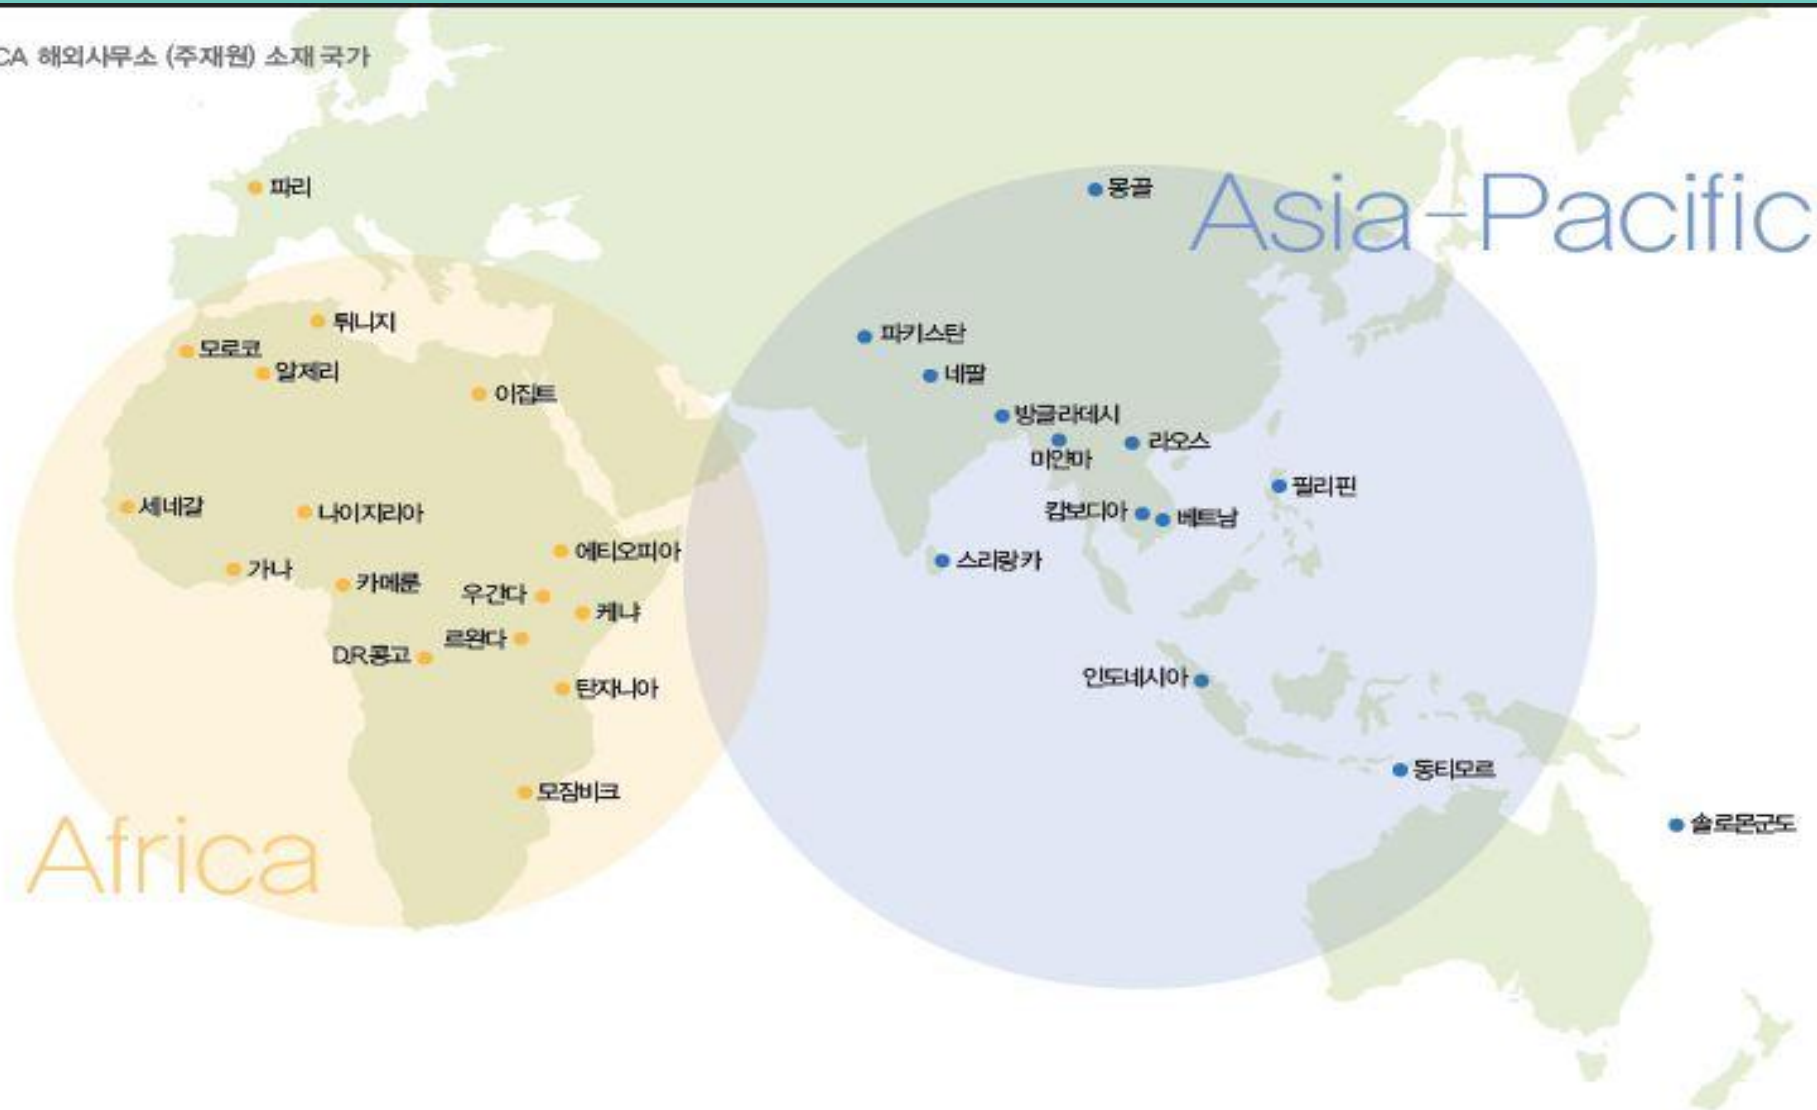 CA 해외사무소 (주재원) 소재 국가
파리
몽골
Asia-Pacific
튀니지
모로코
알제리
이집트
파키스탄
네팔
방글라데시
미얀마
라오스
필리핀
세네갈
나이지리아
캄보디아
베트남
에티오피아
스리랑카
가나
카메룬
우간다
케냐
르완다
D.R.콩고
탄자니아
인도네시아
동티모르
모잠비크
솔로몬군도
Africa